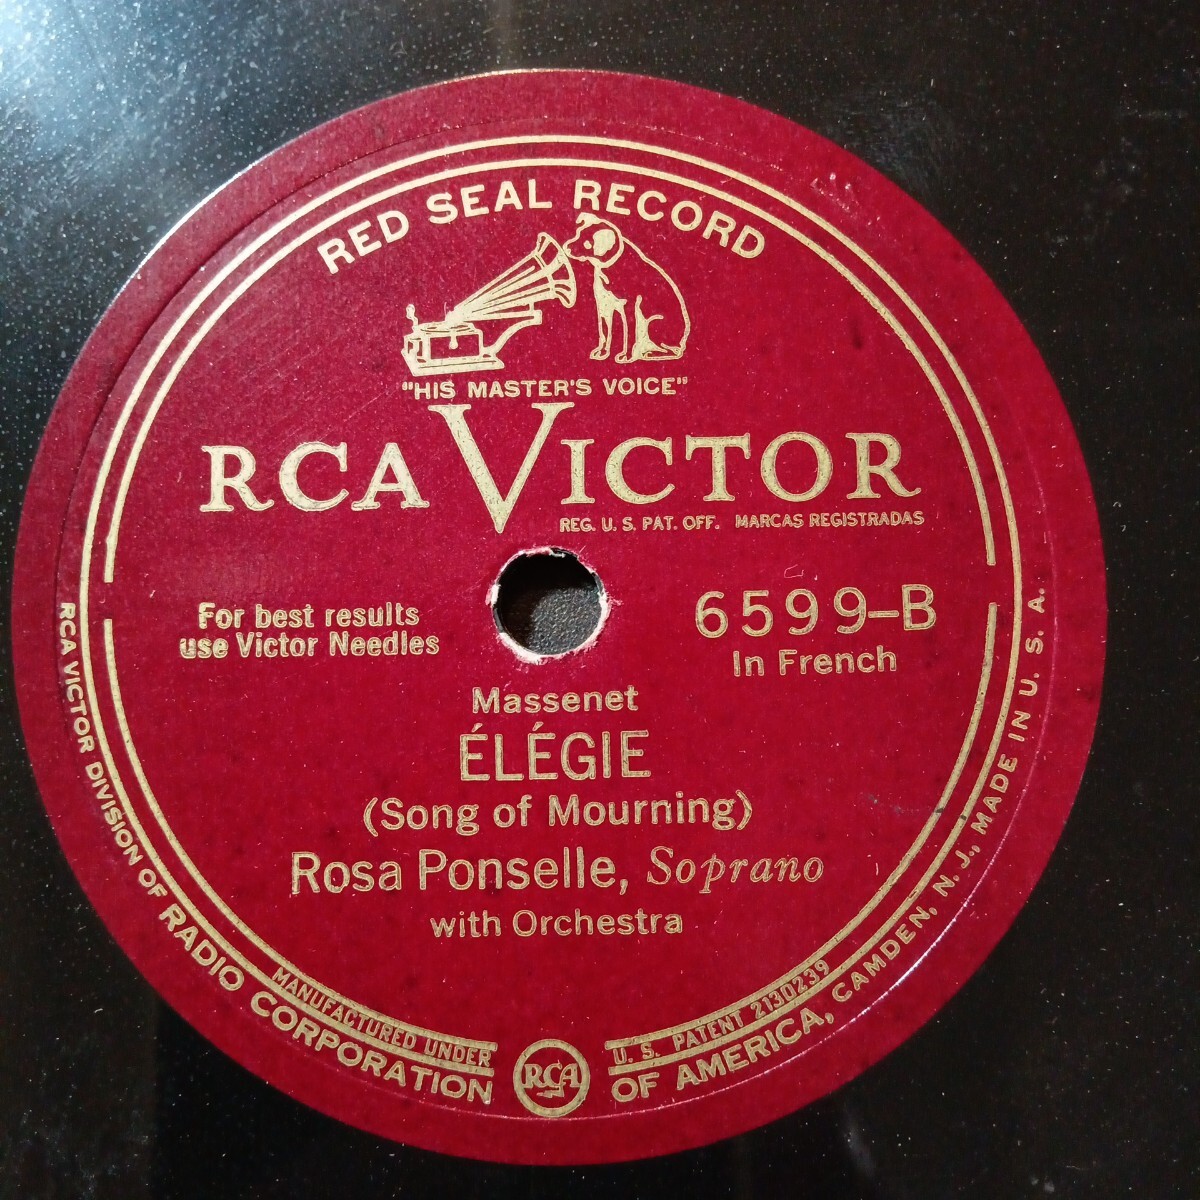 RED SEAL RECORD
"HIS MASTER'S VOICE"
RCA VICTOR
REG. U. S. PAT. OFF. MARCAS REGISTRADAS
For best results
use Victor Needles
6599-B
In French
Massenet
ÉLÉGIE
(Song of Mourning)
Rosa Ponselle, Soprano
with Orchestra
MANUFACTURED UNDER
U. S. PATENT 2130239
RCA VICTOR DIVISION OF RADIO CORPORATION
OF AMERICA, CAMDEN, N. J., MADE IN U. S. A.
RCA